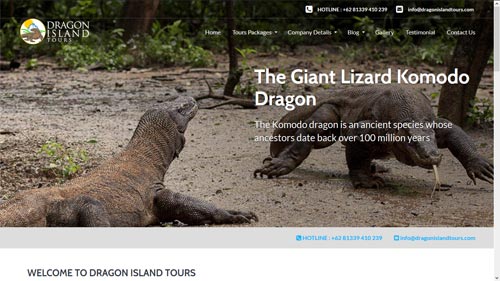 HOTLINE : +62 81339 410 239
info@dragonislandtours.com
DRAGON
ISLAND
TOURS
Home
Tours Packages
Company Details
Blog
Gallery
Testimonial
Contact Us
The Giant Lizard Komodo
Dragon
The Komodo dragon is an ancient species whose
ancestors date back over 100 million years
HOTLINE : +62 81339 410 239
info@dragonislandtours.com
WELCOME TO DRAGON ISLAND TOURS